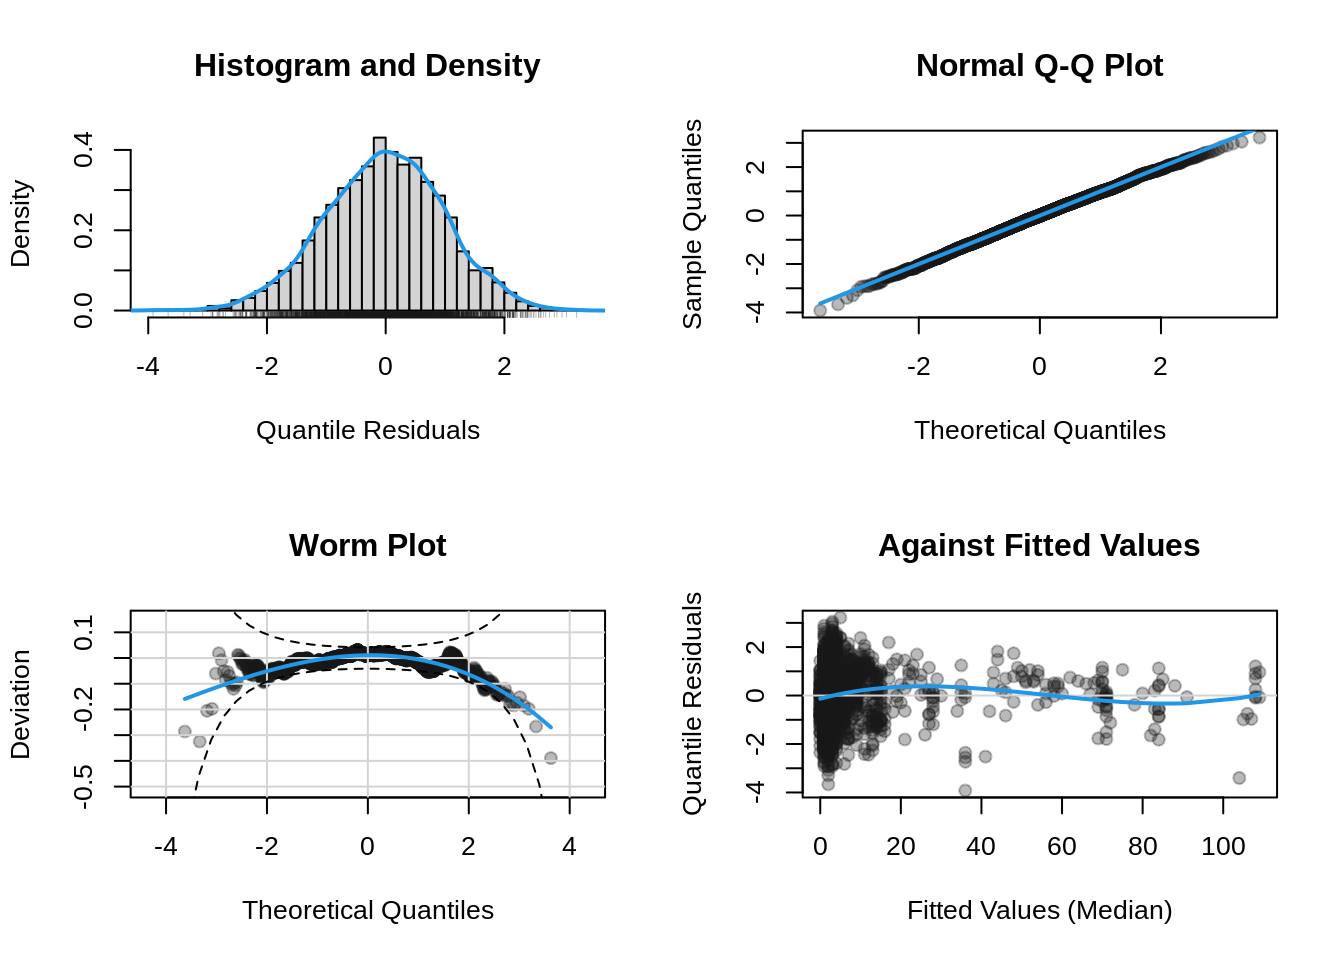 Histogram and Density
Density
0.0 0.2 0.4
-4 -2 0 2
Quantile Residuals
Normal Q-Q Plot
Sample Quantiles
-4 -2 0 2
-2 0 2
Theoretical Quantiles
Worm Plot
Deviation
-0.5 -0.2 0.1
-4 -2 0 2 4
Theoretical Quantiles
Against Fitted Values
Quantile Residuals
-4 -2 0 2
0 20 40 60 80 100
Fitted Values (Median)